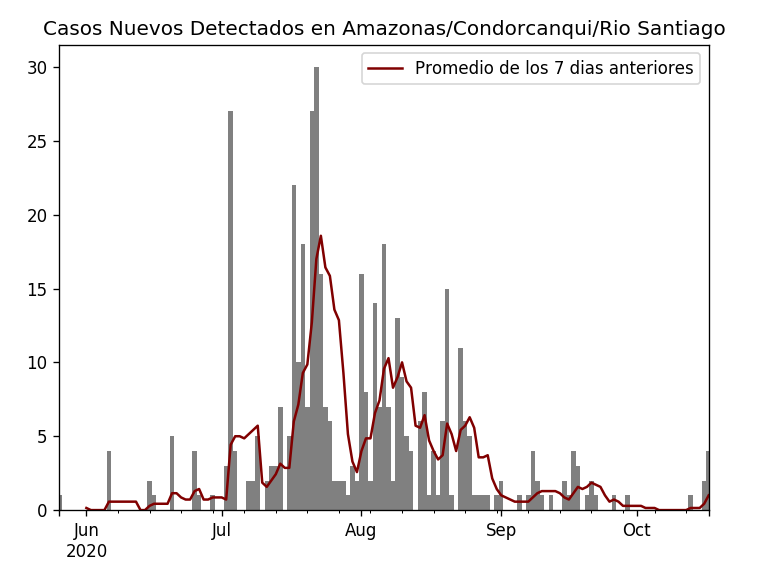 Casos Nuevos Detectados en Amazonas/Condorcanqui/Rio Santiago
Promedio de los 7 dias anteriores
30
25
20
15
10
5
0
Jun Jul Aug Sep Oct
2020